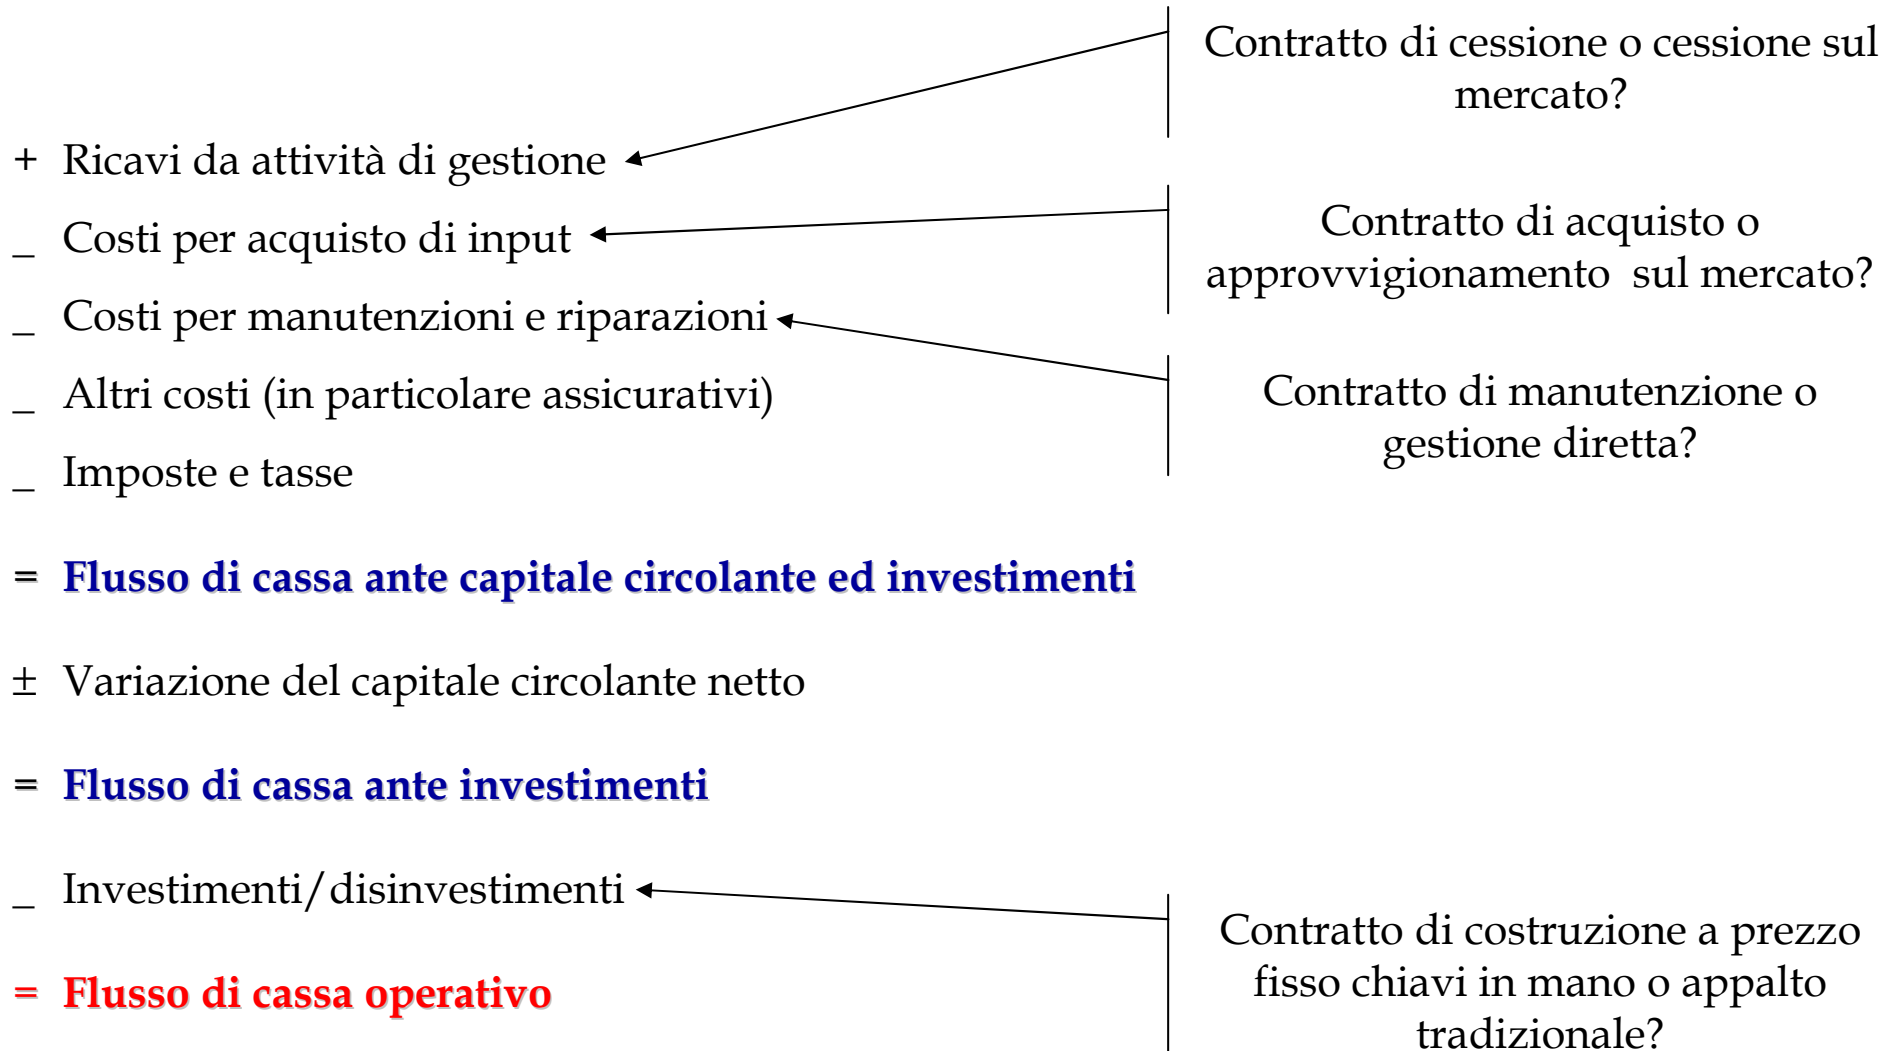 Contratto di cessione o cessione sul
mercato?
+ Ricavi da attività di gestione
_ Costi per acquisto di input
Contratto di acquisto o
approvvigionamento sul mercato?
_ Costi per manutenzioni e riparazioni
_ Altri costi (in particolare assicurativi)
Contratto di manutenzione o
gestione diretta?
_ Imposte e tasse
= Flusso di cassa ante capitale circolante ed investimenti
± Variazione del capitale circolante netto
= Flusso di cassa ante investimenti
_ Investimenti/disinvestimenti
Contratto di costruzione a prezzo
fisso chiavi in mano o appalto
tradizionale?
= Flusso di cassa operativo